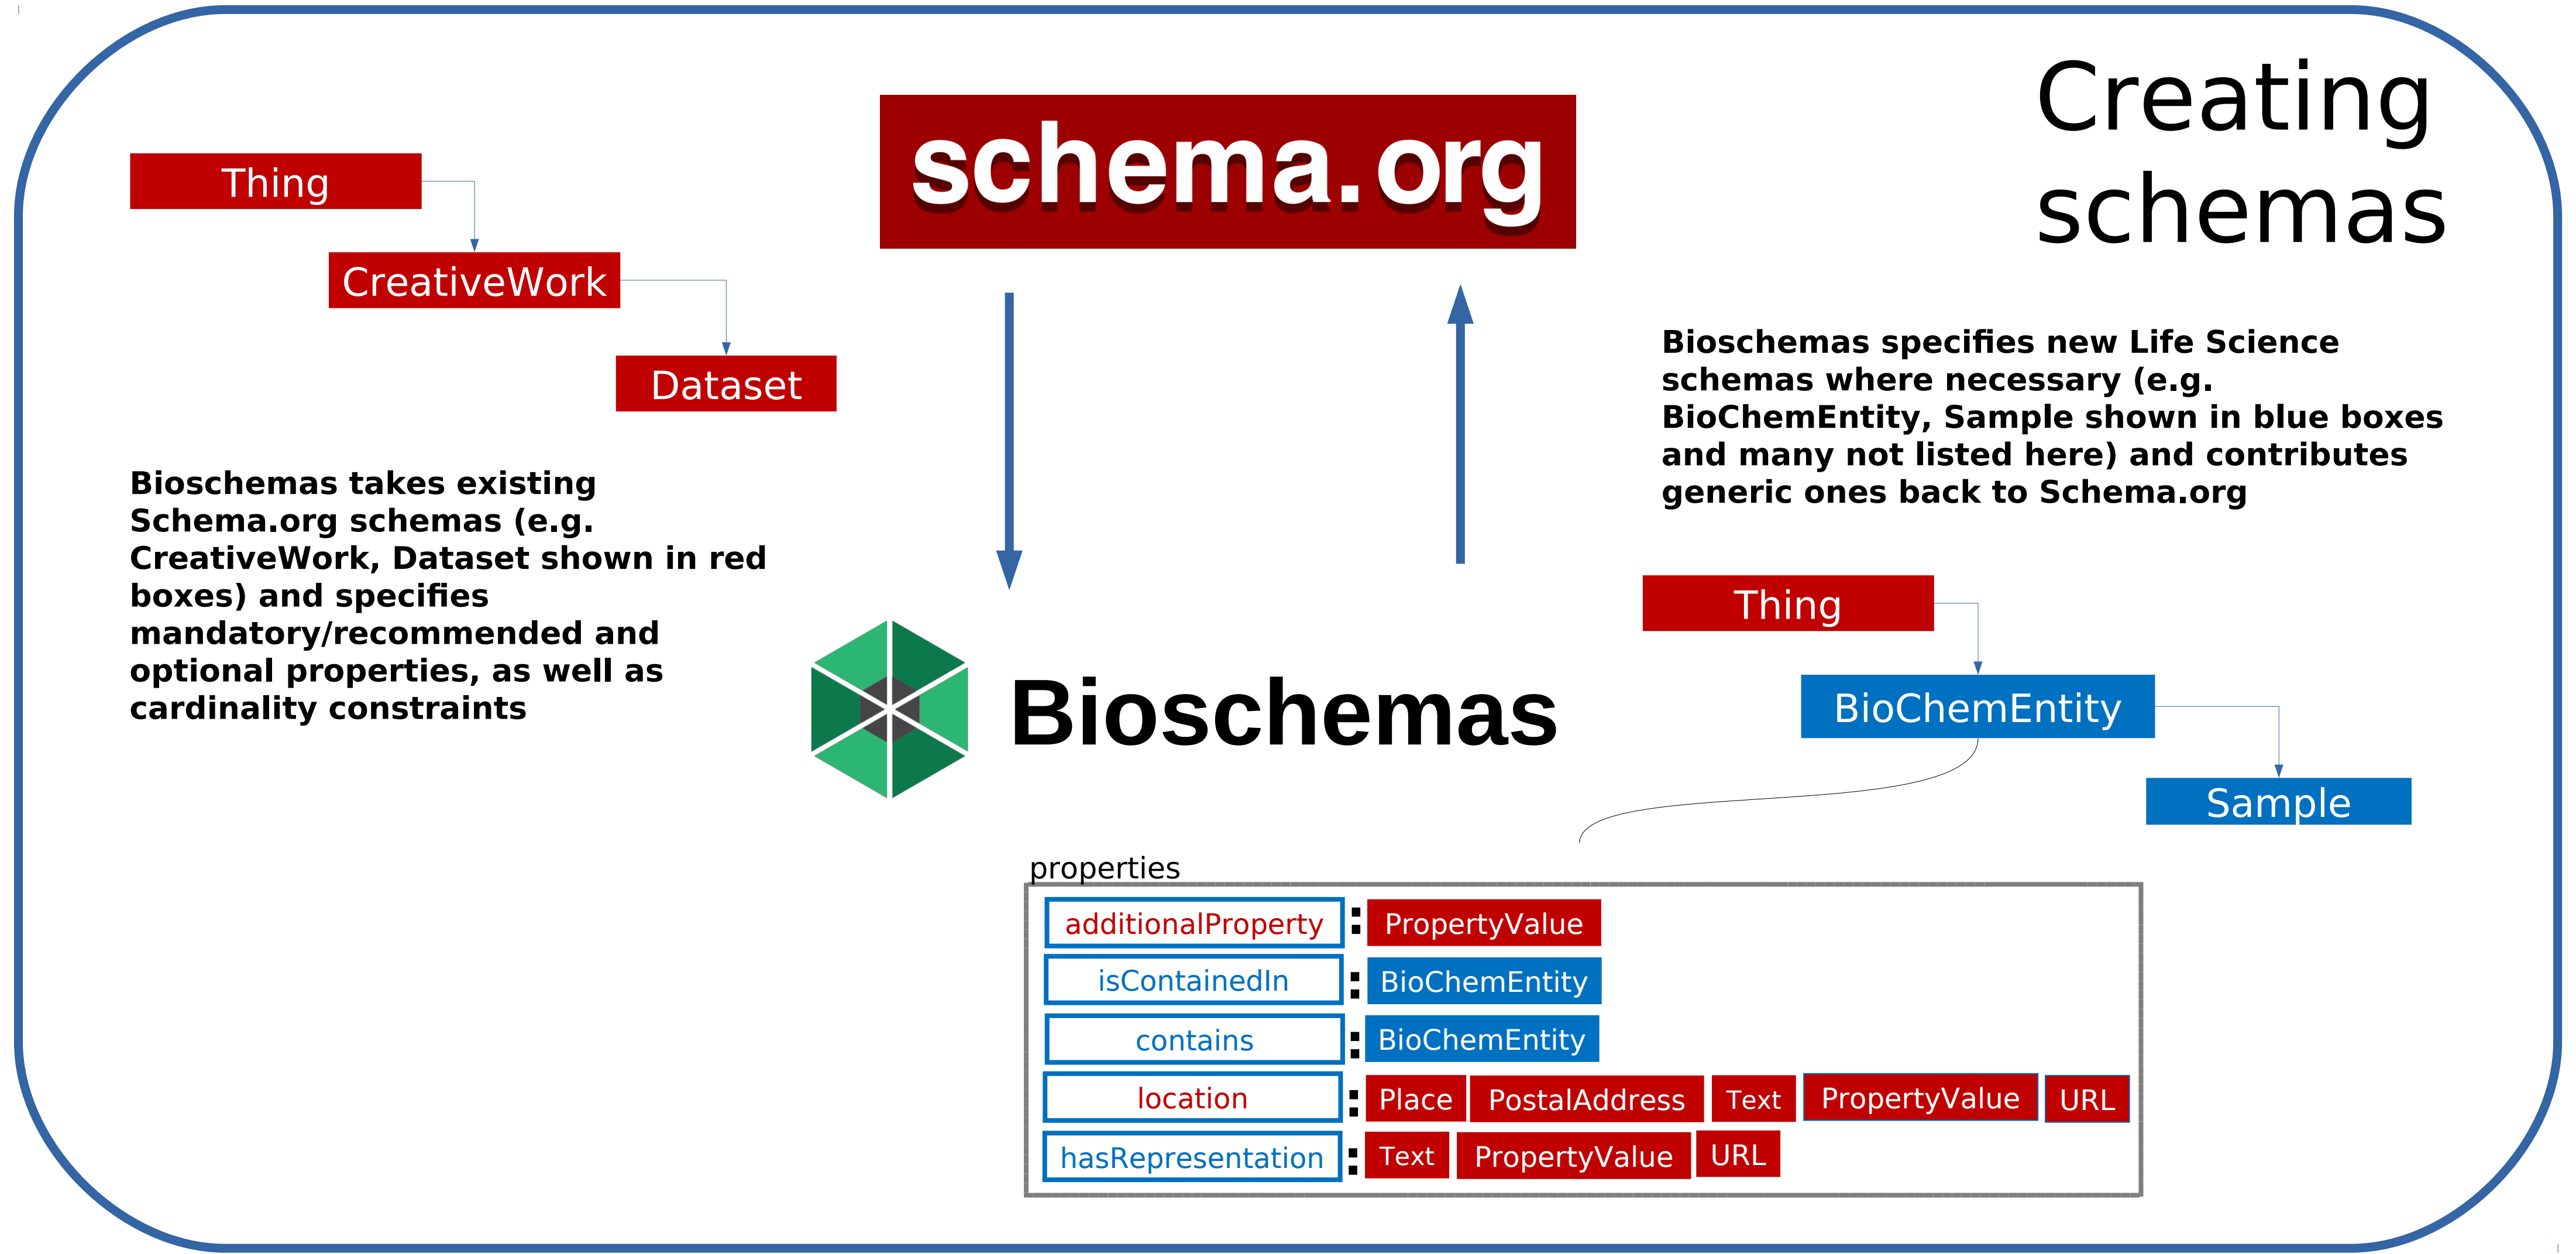 Creating
schemas
schema.org
Thing
CreativeWork
Dataset
Bioschemas takes existing
Schema.org schemas (e.g.
CreativeWork, Dataset shown in red
boxes) and specifies
mandatory/recommended and
optional properties, as well as
cardinality constraints
Bioschemas specifies new Life Science
schemas where necessary (e.g.
BioChemEntity, Sample shown in blue boxes
and many not listed here) and contributes
generic ones back to Schema.org
Bioschemas
Thing
BioChemEntity
Sample
properties
additionalProperty : PropertyValue
isContainedIn : BioChemEntity
contains : BioChemEntity
location : Place PostalAddress Text PropertyValue URL
hasRepresentation : Text PropertyValue URL